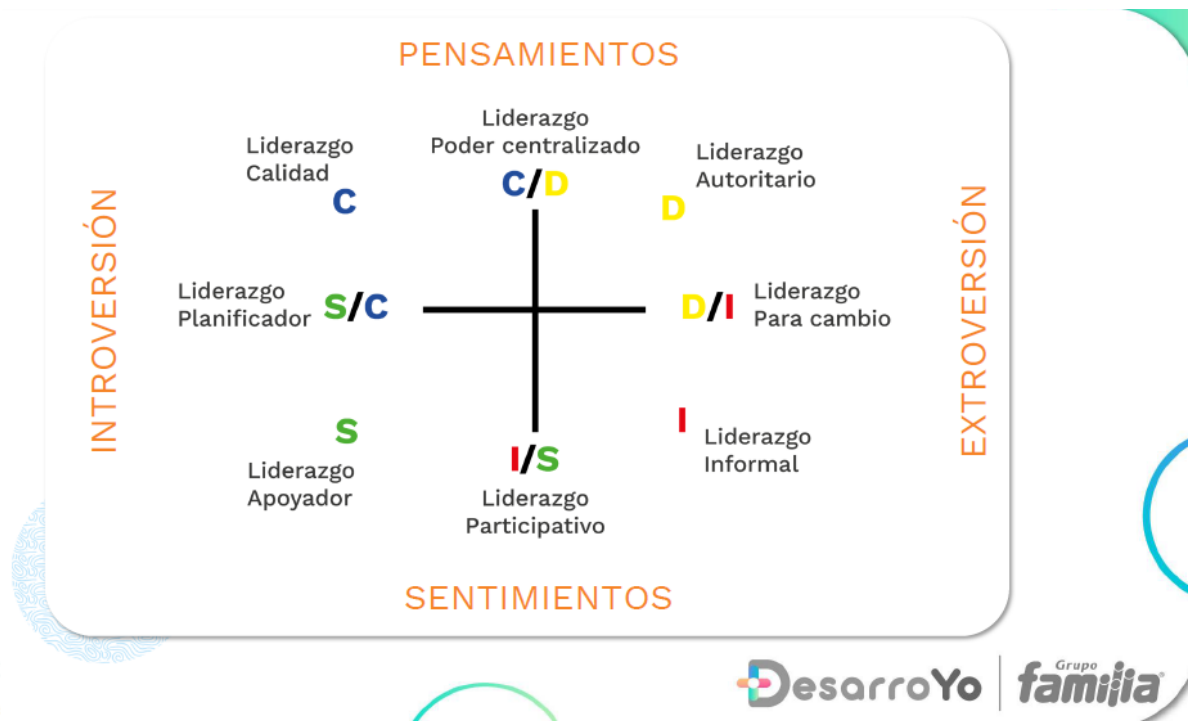 PENSAMIENTOS
Liderazgo
Calidad
C
Liderazgo
Poder centralizado
C/D
Liderazgo
Autoritario
D
INTROVERSIÓN
Liderazgo
Planificador
S/C
D/I
Liderazgo
Para cambio
EXTROVERSIÓN
S
Liderazgo
Apoyador
I/S
Liderazgo
Participativo
I
Liderazgo
Informal
SENTIMIENTOS
DesarroYo
Grupo
familia